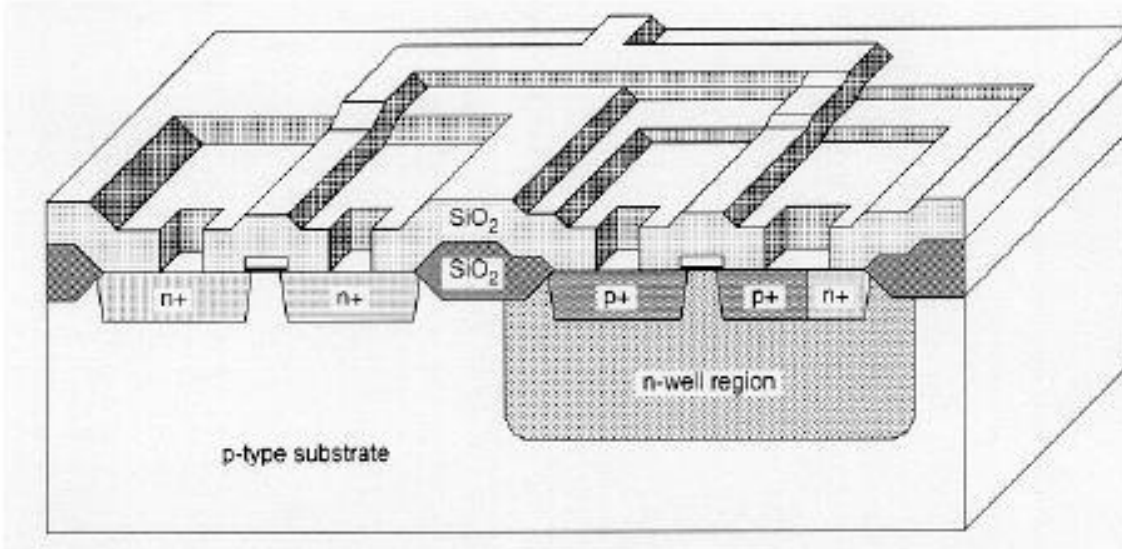 SiO₂
SiO₂
n+
n+
p+
p+
n+
n-well region
p-type substrate